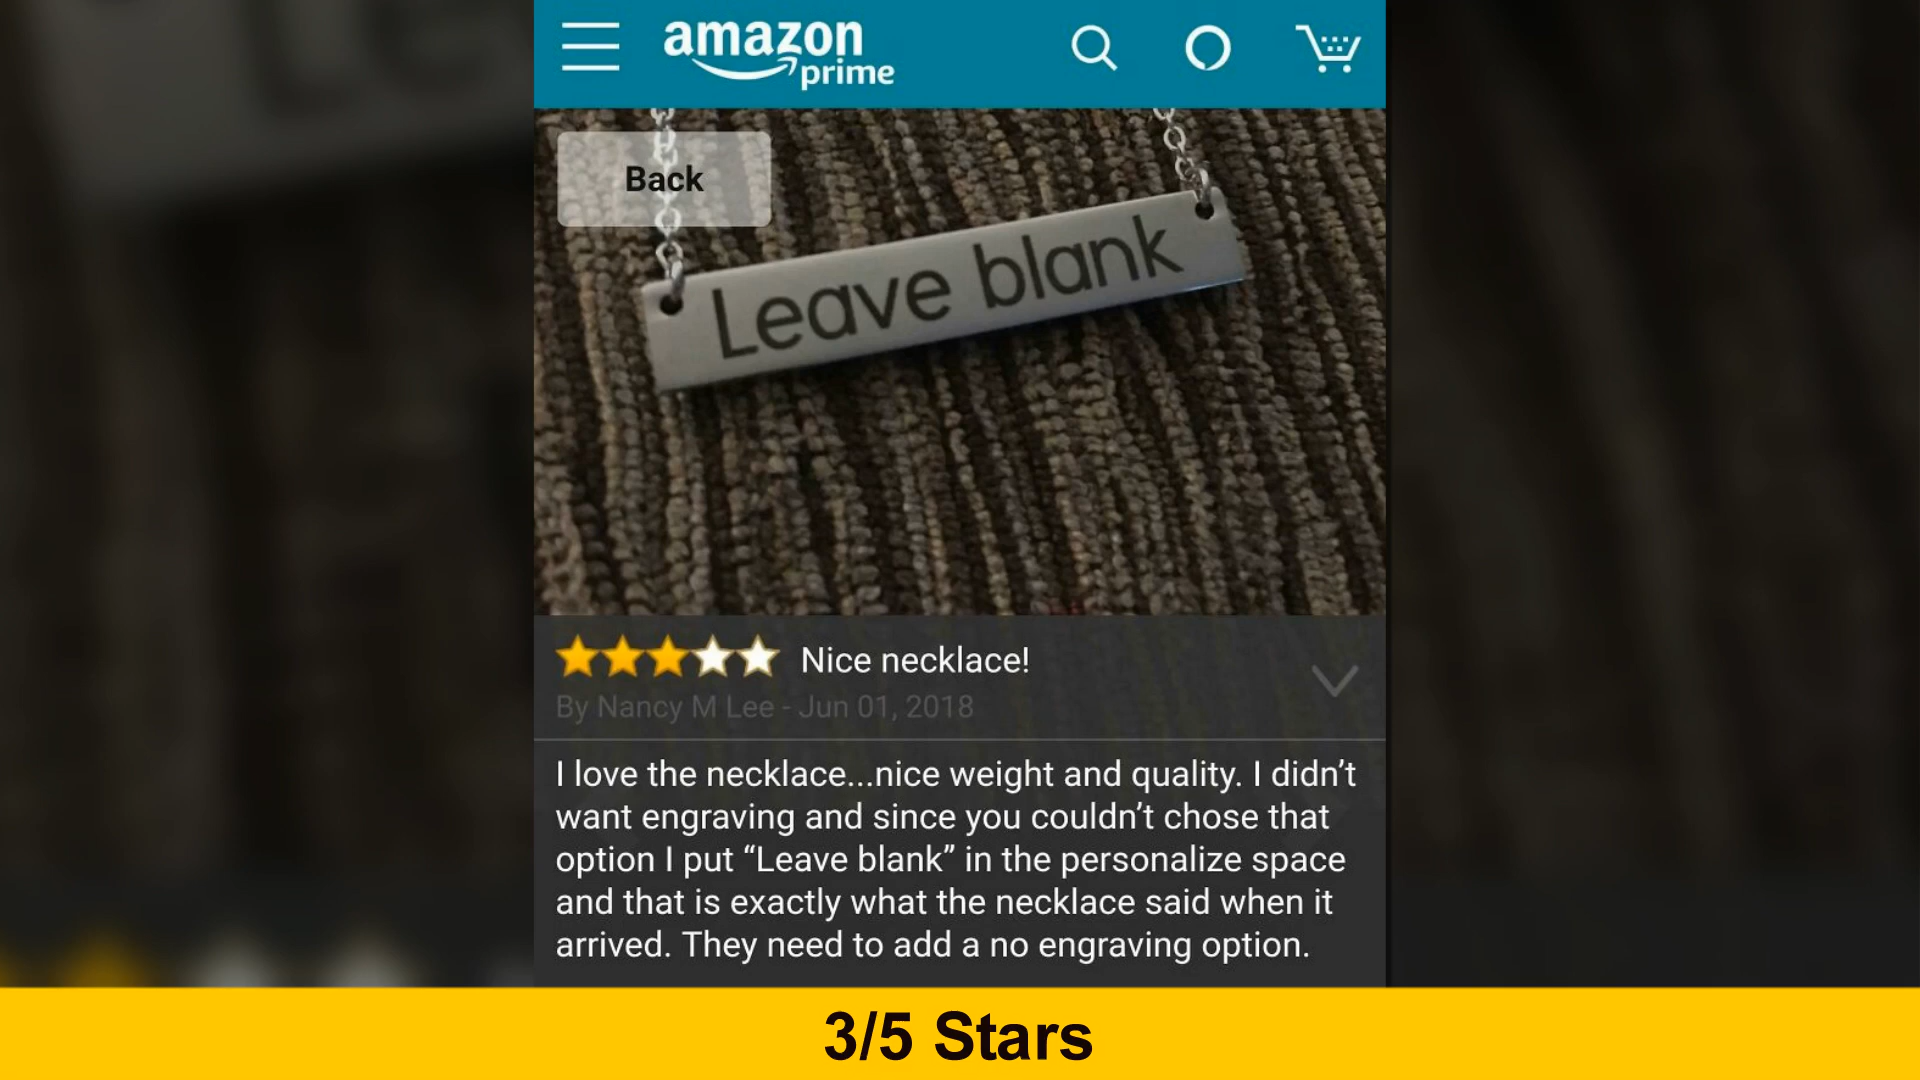 amazon
prime
Back
Leave blank
Nice necklace!
By Nancy M Lee - Jun 01, 2018
I love the necklace...nice weight and quality. I didn’t
want engraving and since you couldn’t chose that
option I put “Leave blank” in the personalize space
and that is exactly what the necklace said when it
arrived. They need to add a no engraving option.
3/5 Stars